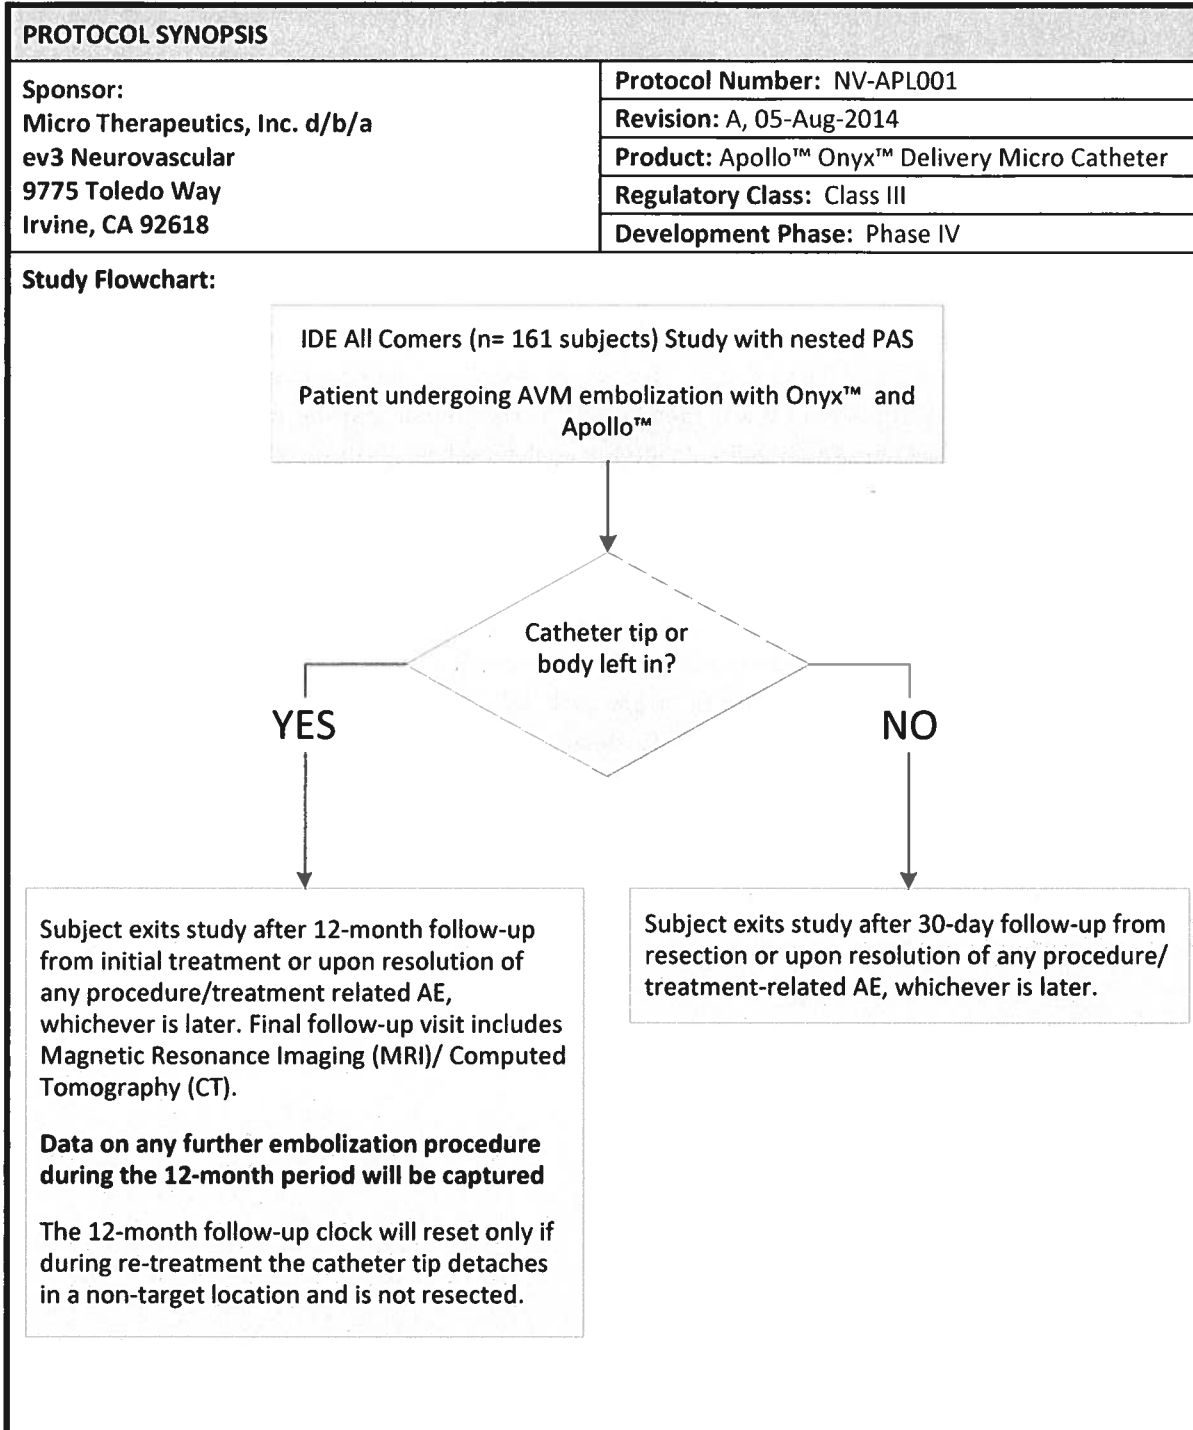 PROTOCOL SYNOPSIS
Sponsor:
Micro Therapeutics, Inc. d/b/a
ev3 Neurovascular
9775 Toledo Way
Irvine, CA 92618
Protocol Number: NV-APL001
Revision: A, 05-Aug-2014
Product: Apollo™ Onyx™ Delivery Micro Catheter
Regulatory Class: Class III
Development Phase: Phase IV
Study Flowchart:
IDE All Comers (n= 161 subjects) Study with nested PAS
Patient undergoing AVM embolization with Onyx™ and
Apollo™
Catheter tip or
body left in?
YES
NO
Subject exits study after 12-month follow-up
from initial treatment or upon resolution of
any procedure/treatment related AE,
whichever is later. Final follow-up visit includes
Magnetic Resonance Imaging (MRI)/ Computed
Tomography (CT).
Data on any further embolization procedure
during the 12-month period will be captured
The 12-month follow-up clock will reset only if
during re-treatment the catheter tip detaches
in a non-target location and is not resected.
Subject exits study after 30-day follow-up from
resection or upon resolution of any procedure/
treatment-related AE, whichever is later.